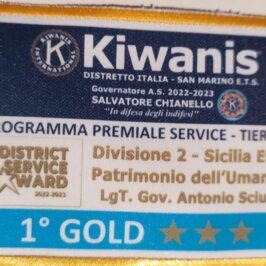 KIWANIS
INTERNATIONAL
Kiwanis
DISTRETTO ITALIA - SAN MARINO E.T.S.
Governatore A.S. 2022-2023
SALVATORE CHIANELLO
"In difesa degli indifesi"
ROGRAMMA PREMIALE SERVICE - TIER
DISTRICT
SERVICE
AWARD
2022-2023
Divisione 2 - Sicilia E
Patrimonio dell'Uman
LgT. Gov. Antonio Sciu
1° GOLD